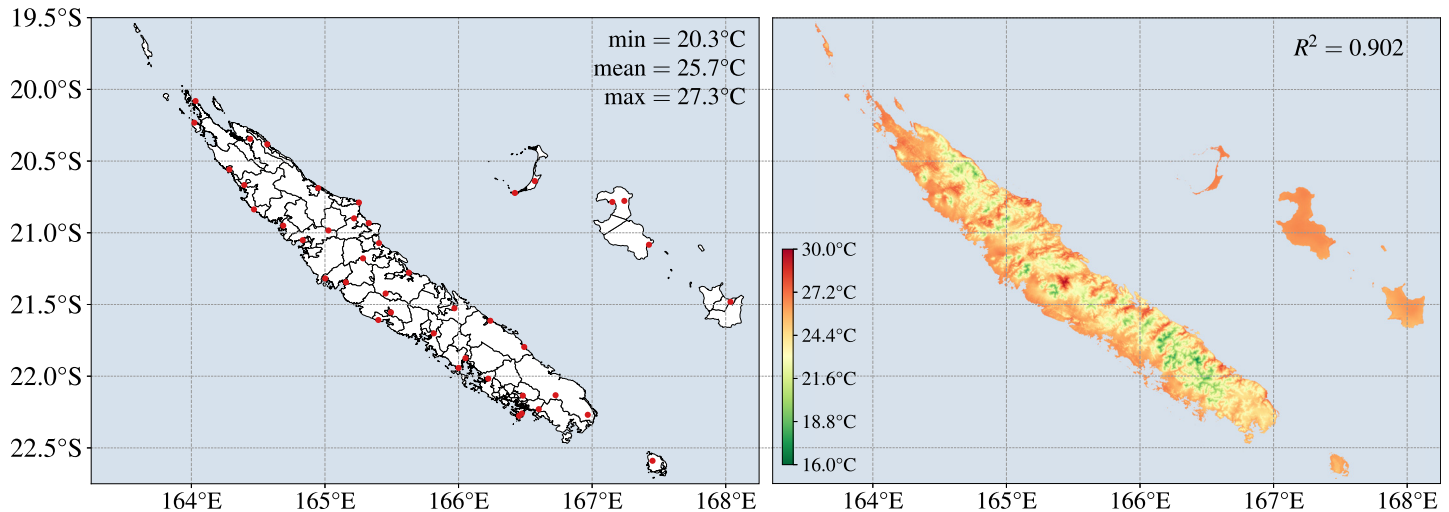 19.5°S
20.0°S
20.5°S
21.0°S
21.5°S
22.0°S
22.5°S
min = 20.3°C
mean = 25.7°C
max = 27.3°C
164°E 165°E 166°E 167°E 168°E
R² = 0.902
30.0°C
27.2°C
24.4°C
21.6°C
18.8°C
16.0°C
164°E 165°E 166°E 167°E 168°E